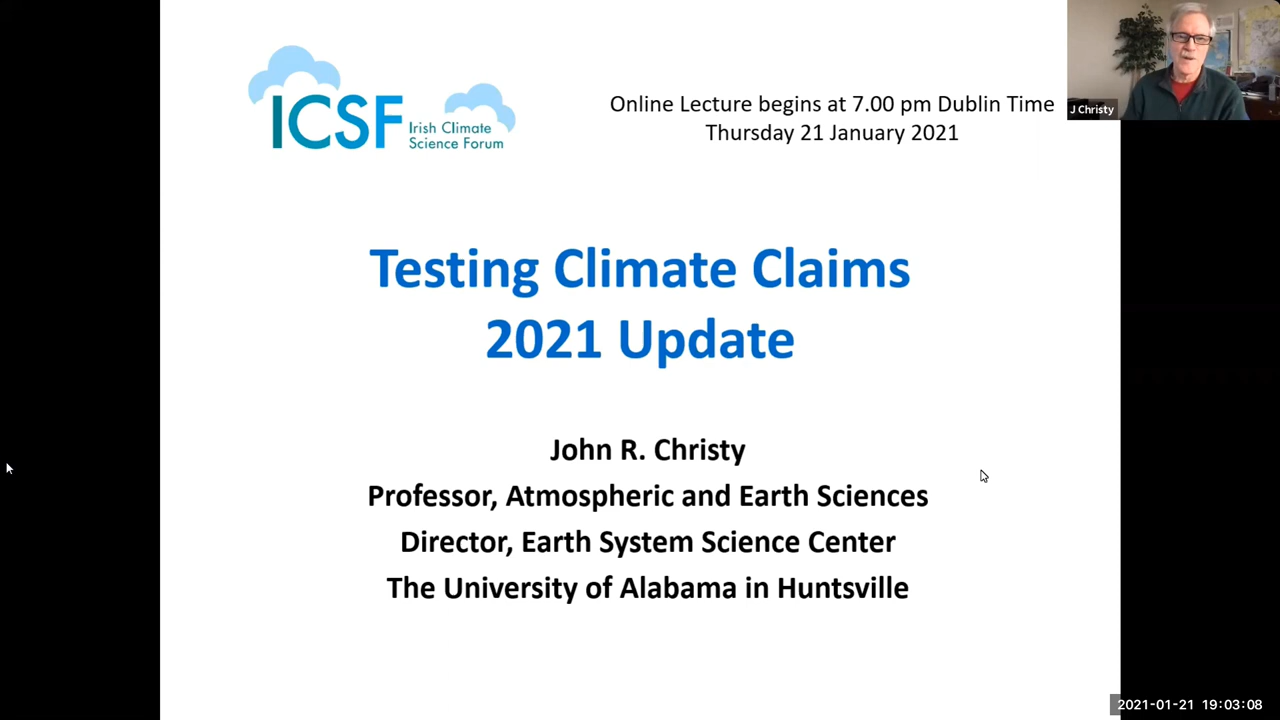 ICSF
Irish Climate
Science Forum
Online Lecture begins at 7.00 pm Dublin Time
Thursday 21 January 2021
J Christy
Testing Climate Claims
2021 Update
John R. Christy
Professor, Atmospheric and Earth Sciences
Director, Earth System Science Center
The University of Alabama in Huntsville
2021-01-21 19:03:08